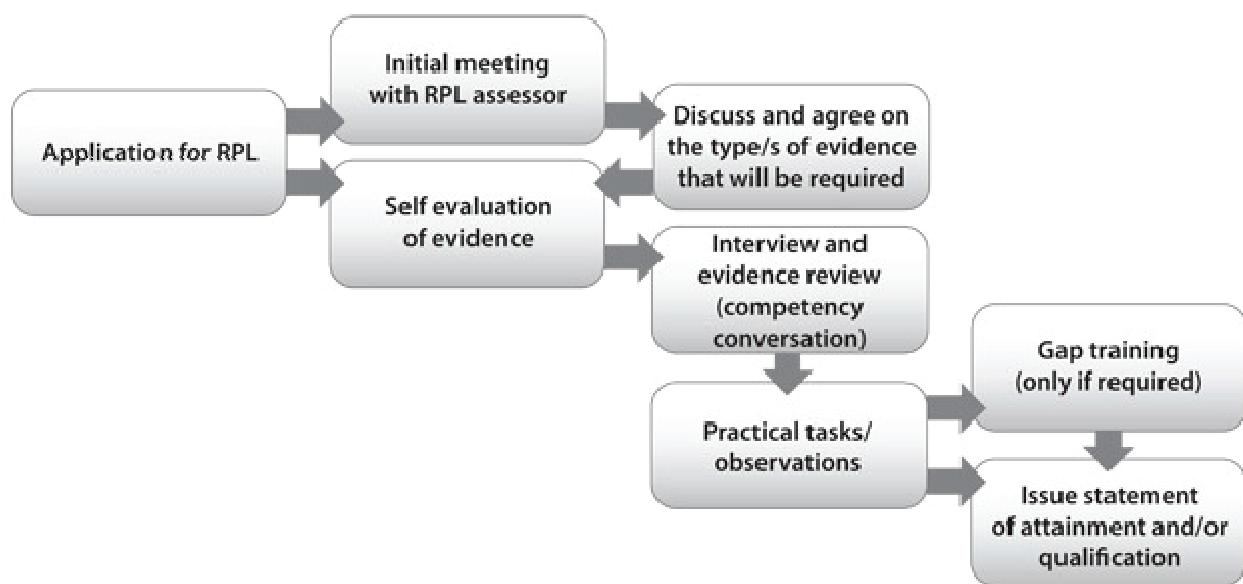 Application for RPL
Initial meeting
with RPL assessor
Discuss and agree on
the type/s of evidence
that will be required
Self evaluation
of evidence
Interview and
evidence review
(competency
conversation)
Practical tasks/
observations
Gap training
(only if required)
Issue statement
of attainment and/or
qualification